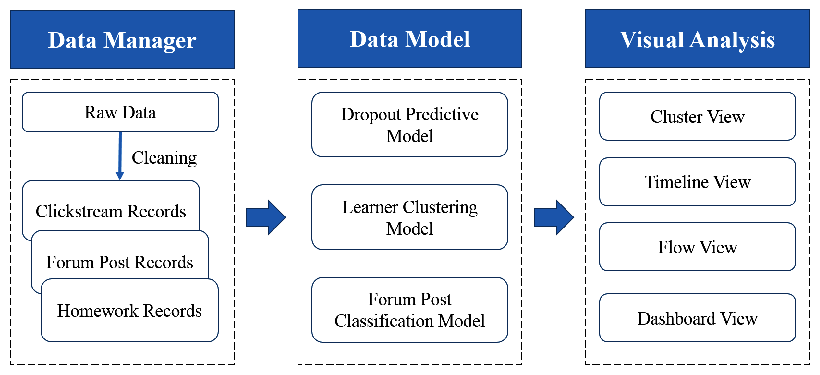 Data Manager
Raw Data
Cleaning
Clickstream Records
Forum Post Records
Homework Records
Data Model
Dropout Predictive
Model
Learner Clustering
Model
Forum Post
Classification Model
Visual Analysis
Cluster View
Timeline View
Flow View
Dashboard View